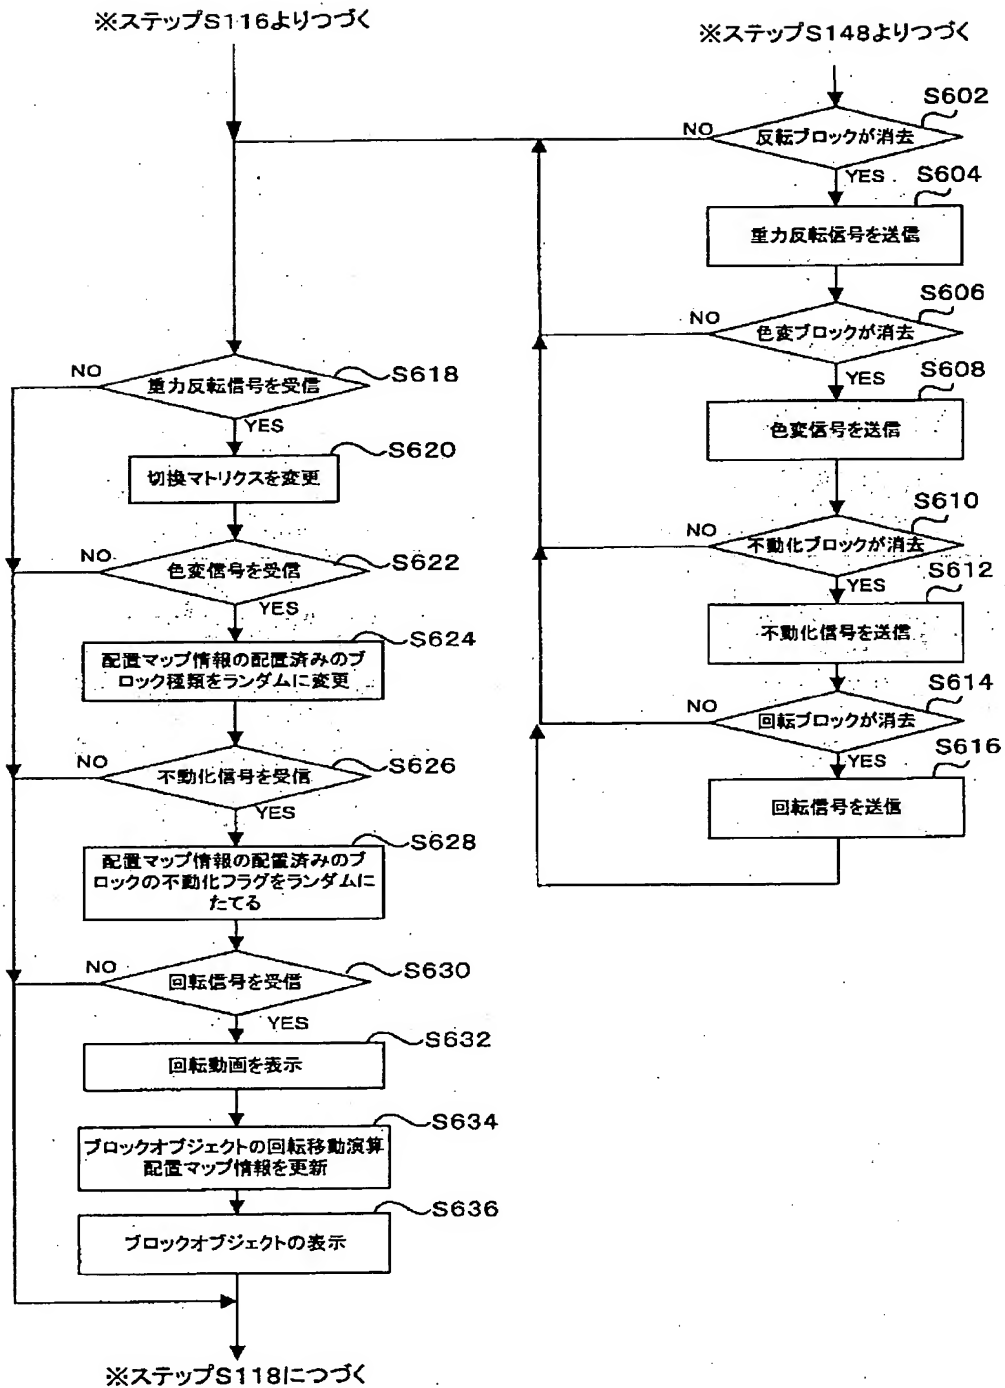 ※ステップS116よりつづく
※ステップS148よりつづく
S602
反転ブロックが消去
NO
YES
S604
重力反転信号を送信
S606
色変ブロックが消去
NO
YES
S608
色変信号を送信
S610
不動化ブロックが消去
NO
YES
S612
不動化信号を送信
S614
回転ブロックが消去
NO
YES
S616
回転信号を送信
S618
重力反転信号を受信
NO
YES
S620
切換マトリクスを変更
S622
色変信号を受信
NO
YES
S624
配置マップ情報の配置済みのブ
ロック種類をランダムに変更
S626
不動化信号を受信
NO
YES
S628
配置マップ情報の配置済みのブ
ロックの不動化フラグをランダムに
たてる
S630
回転信号を受信
NO
YES
S632
回転動画を表示
S634
ブロックオブジェクトの回転移動演算
配置マップ情報を更新
S636
ブロックオブジェクトの表示
※ステップS118につづく